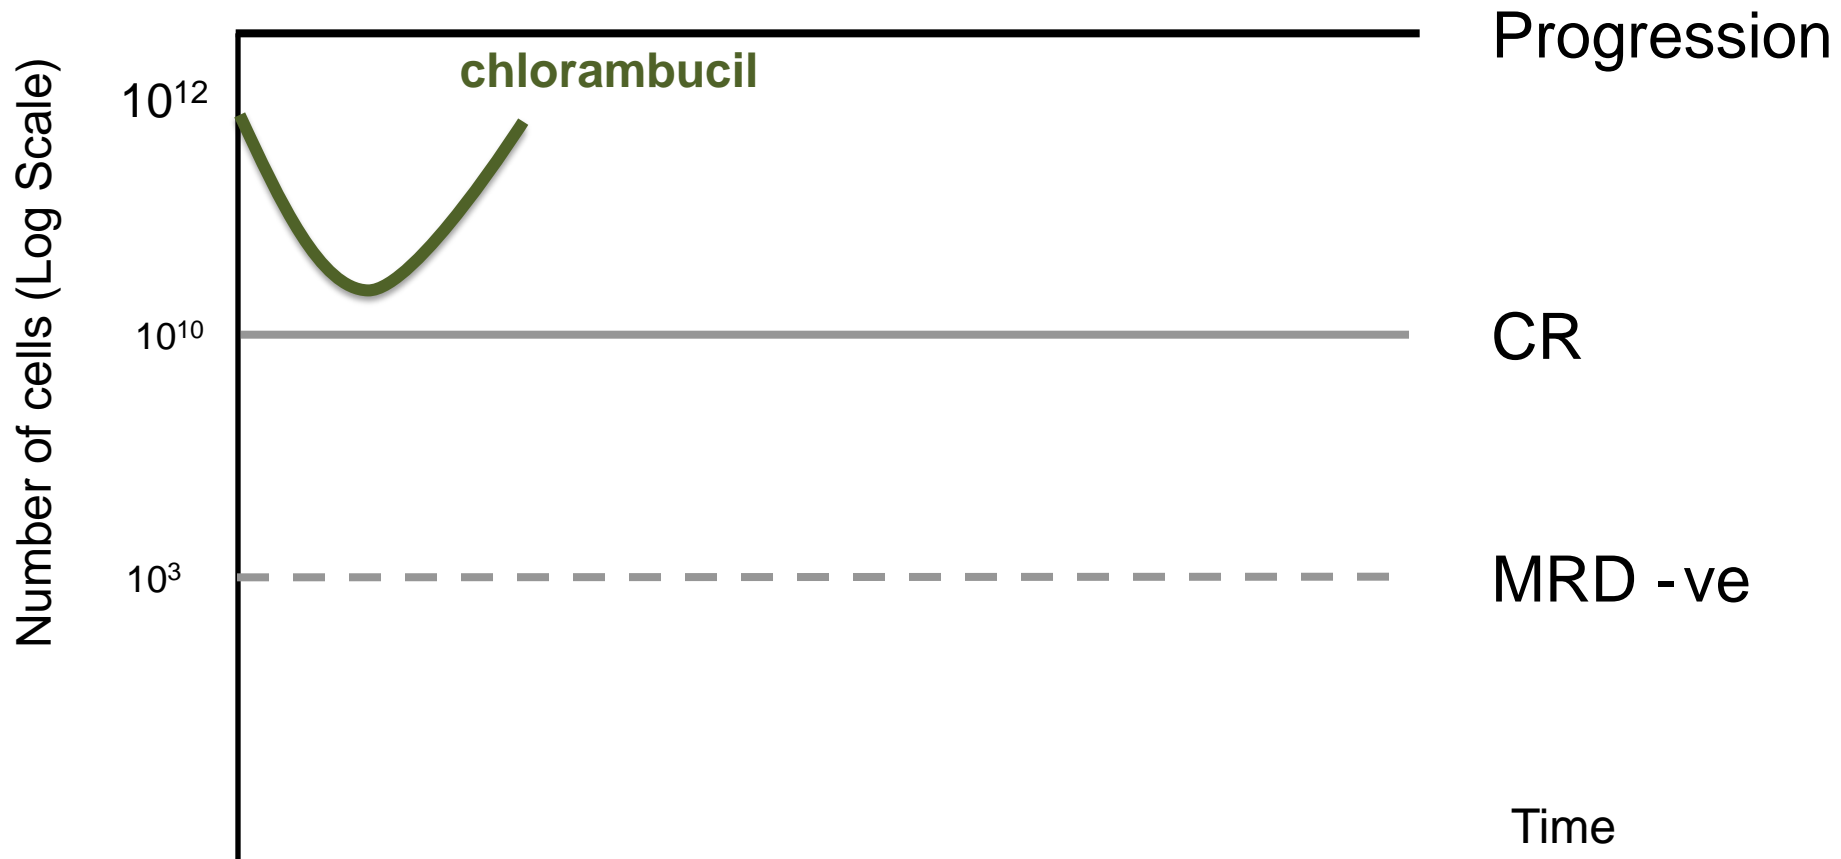 Progression
chlorambucil
10¹²
Number of cells (Log Scale)
10¹⁰
CR
10³
MRD -ve
Time